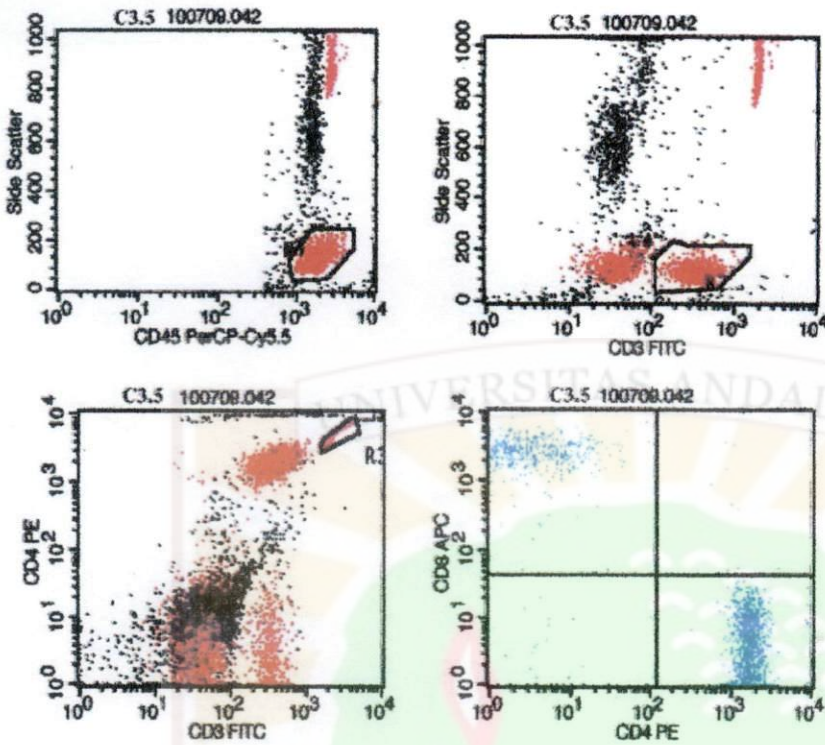 C3.5 100709.042
1000
800
600
400
200
0
Side Scatter
10^0 10^1 10^2 10^3 10^4
CD45 PerCP-Cy5.5
C3.5 100709.042
1000
800
600
400
200
0
Side Scatter
10^0 10^1 10^2 10^3 10^4
CD3 FITC
UNIVERSITAS ANDAL
C3.5 100709.042
10^4
10^3
10^2
10^1
10^0
CD4 PE
10^0 10^1 10^2 10^3 10^4
CD3 FITC
C3.5 100709.042
10^4
10^3
10^2
10^1
10^0
CD8 APC
10^0 10^1 10^2 10^3 10^4
CD4 PE